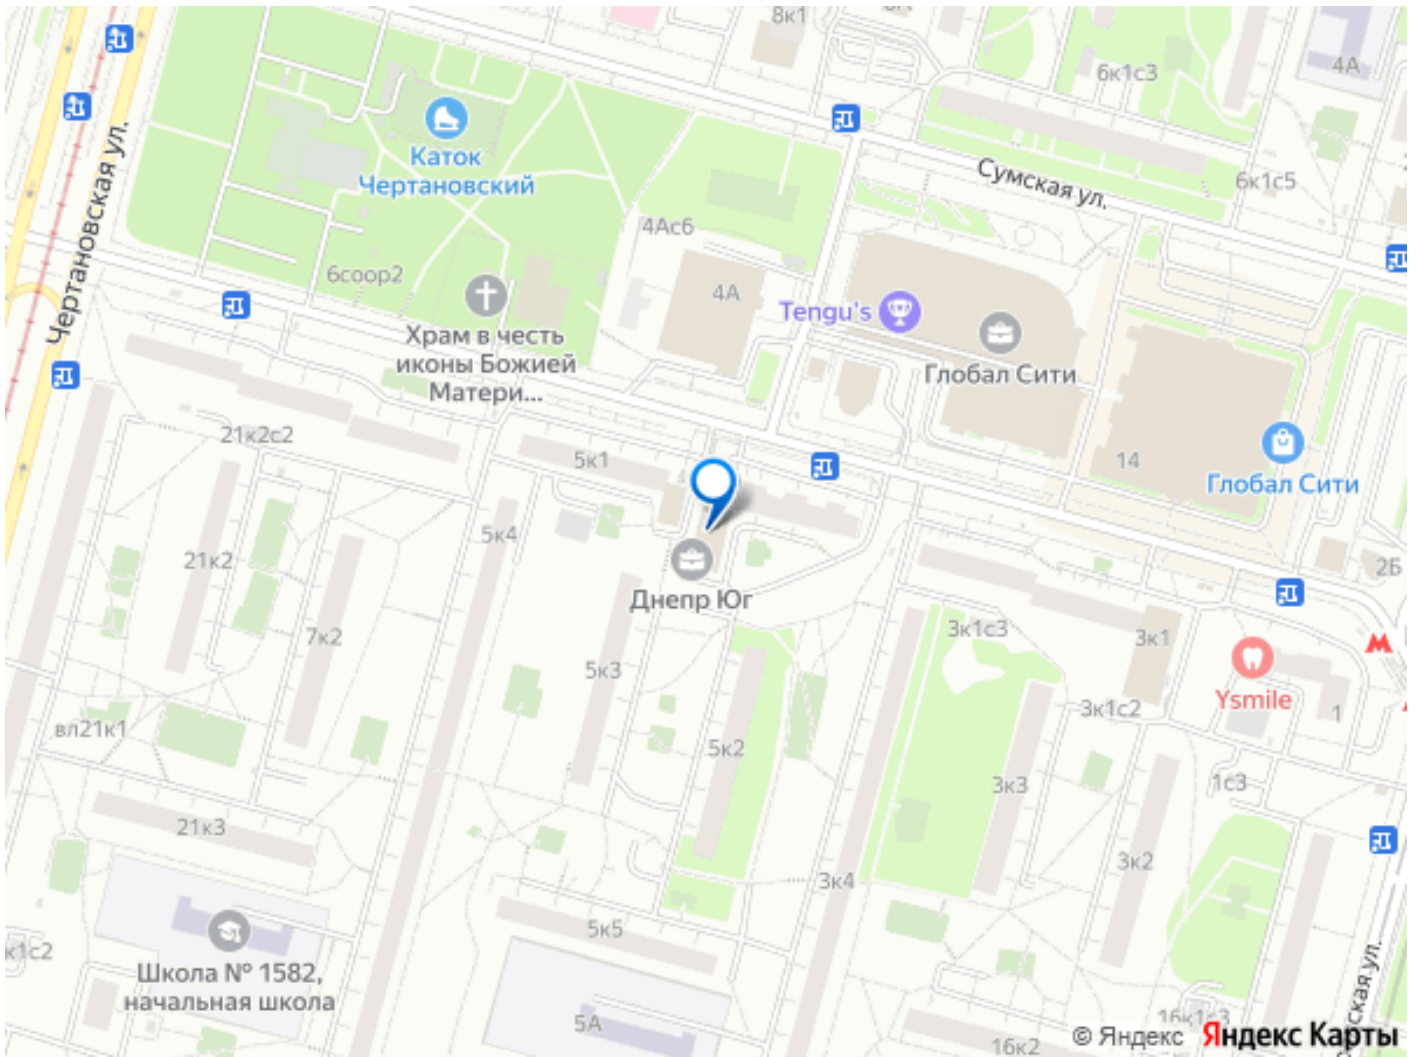 8к1
4А
6к1с3
Каток
Чертановский
Сумская ул.
6к1с5
Чертановская ул.
4Ас6
6соор2
4А
Tengu's
Храм в честь
иконы Божией
Матери...
Глобал Сити
21к2с2
5к1
14
Глобал Сити
5к4
21к2
2Б
Днепр Юг
7к2
3к1с3
3к1
5к3
Ysmile
вл21к1
3к1с2
1
5к2
3к3
1с3
21к3
3к2
3к4
5к5
к1с2
Школа № 1582,
начальная школа
ская ул.
5А
16к1с3
16к2
© Яндекс Яндекс Карты